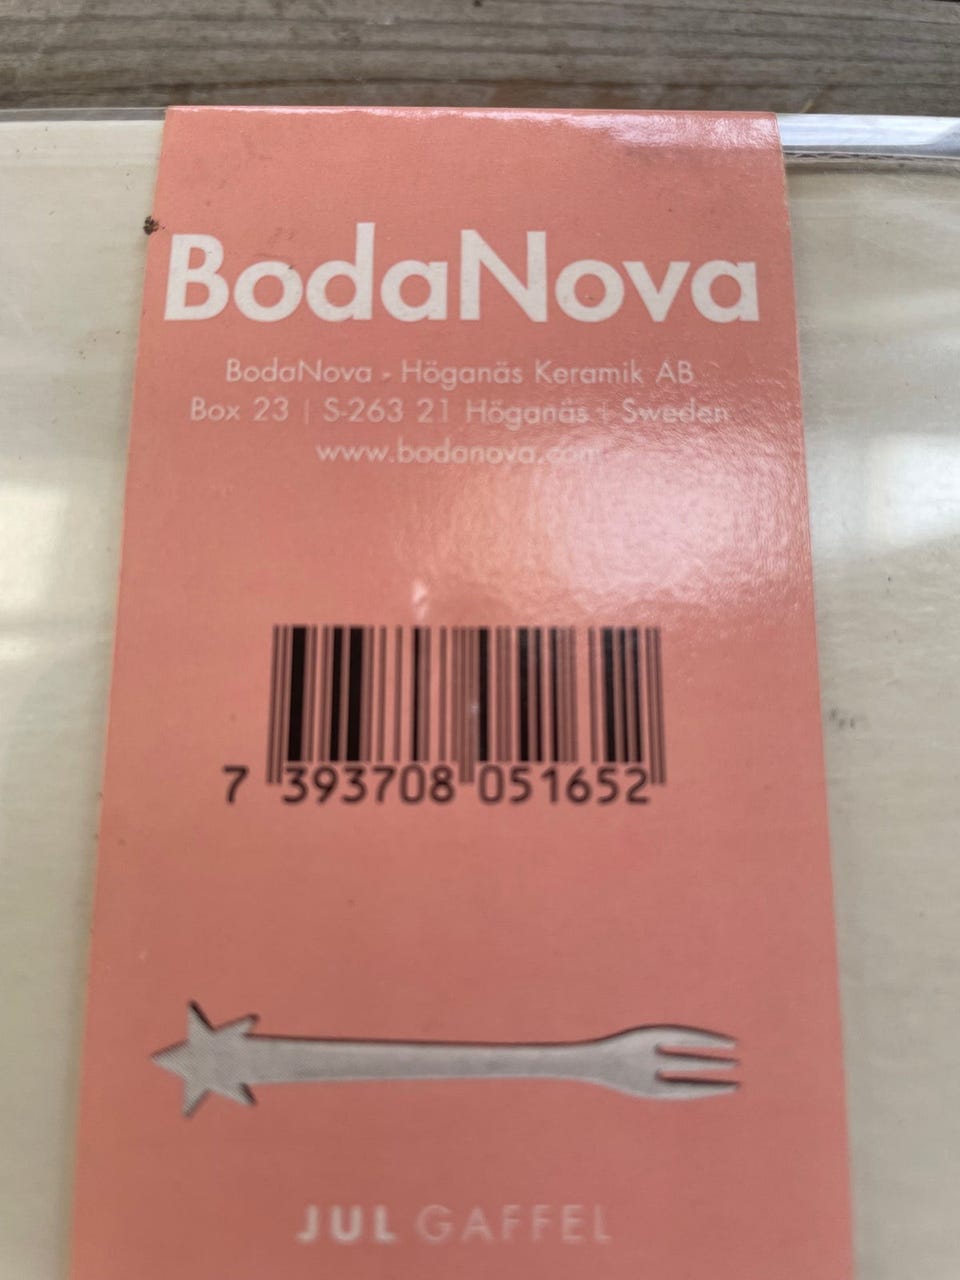 BodaNova
BodaNova - Höganäs Keramik AB
Box 23 | S-263 21 Höganäs | Sweden
www.bodanova.com
7 393708 051652
JUL GAFFEL